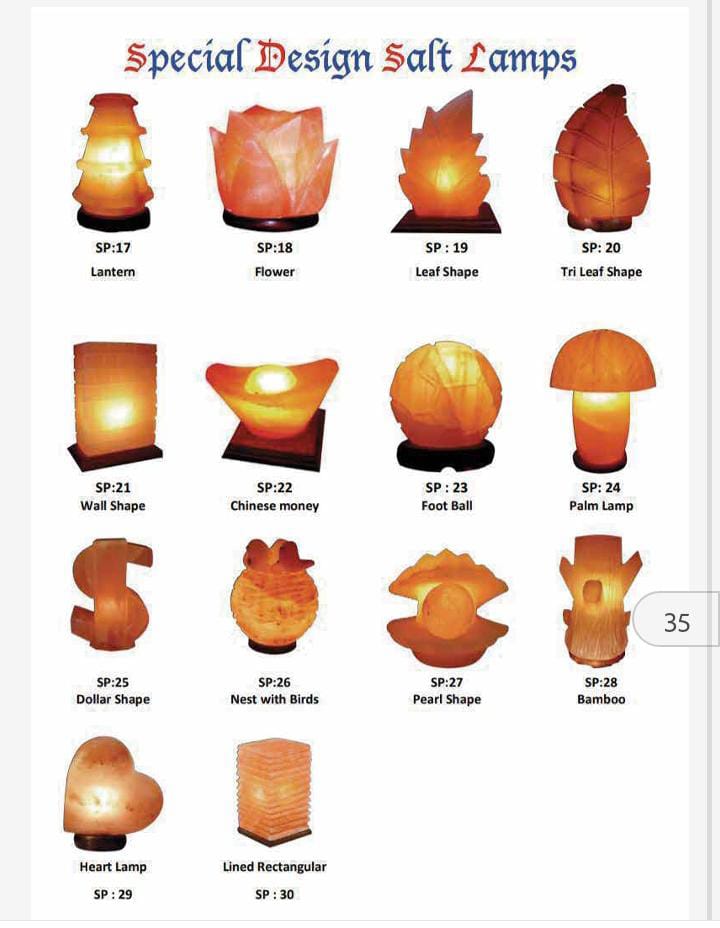 Special Design Salt Lamps
SP:17 SP:18 SP : 19 SP: 20
Lantern Flower Leaf Shape Tri Leaf Shape
SP:21 SP:22 SP : 23 SP: 24
Wall Shape Chinese money Foot Ball Palm Lamp
35
SP:25 SP:26 SP:27 SP:28
Dollar Shape Nest with Birds Pearl Shape Bamboo
Heart Lamp Lined Rectangular
SP : 29 SP : 30